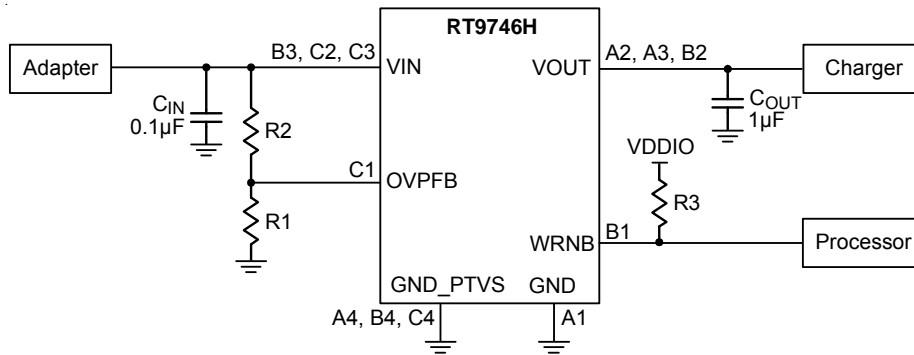 RT9746H
Adapter
B3, C2, C3
VIN
VOUT
A2, A3, B2
Charger
CIN
0.1µF
R2
COUT
1µF
VDDIO
C1
OVPFB
R3
R1
WRNB
B1
Processor
GND_PTVS
GND
A4, B4, C4
A1